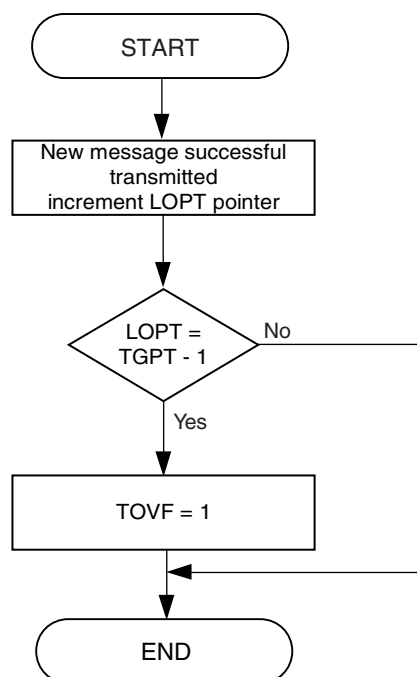 START
New message successful
transmitted
increment LOPT pointer
LOPT =
TGPT - 1
No
Yes
TOVF = 1
END